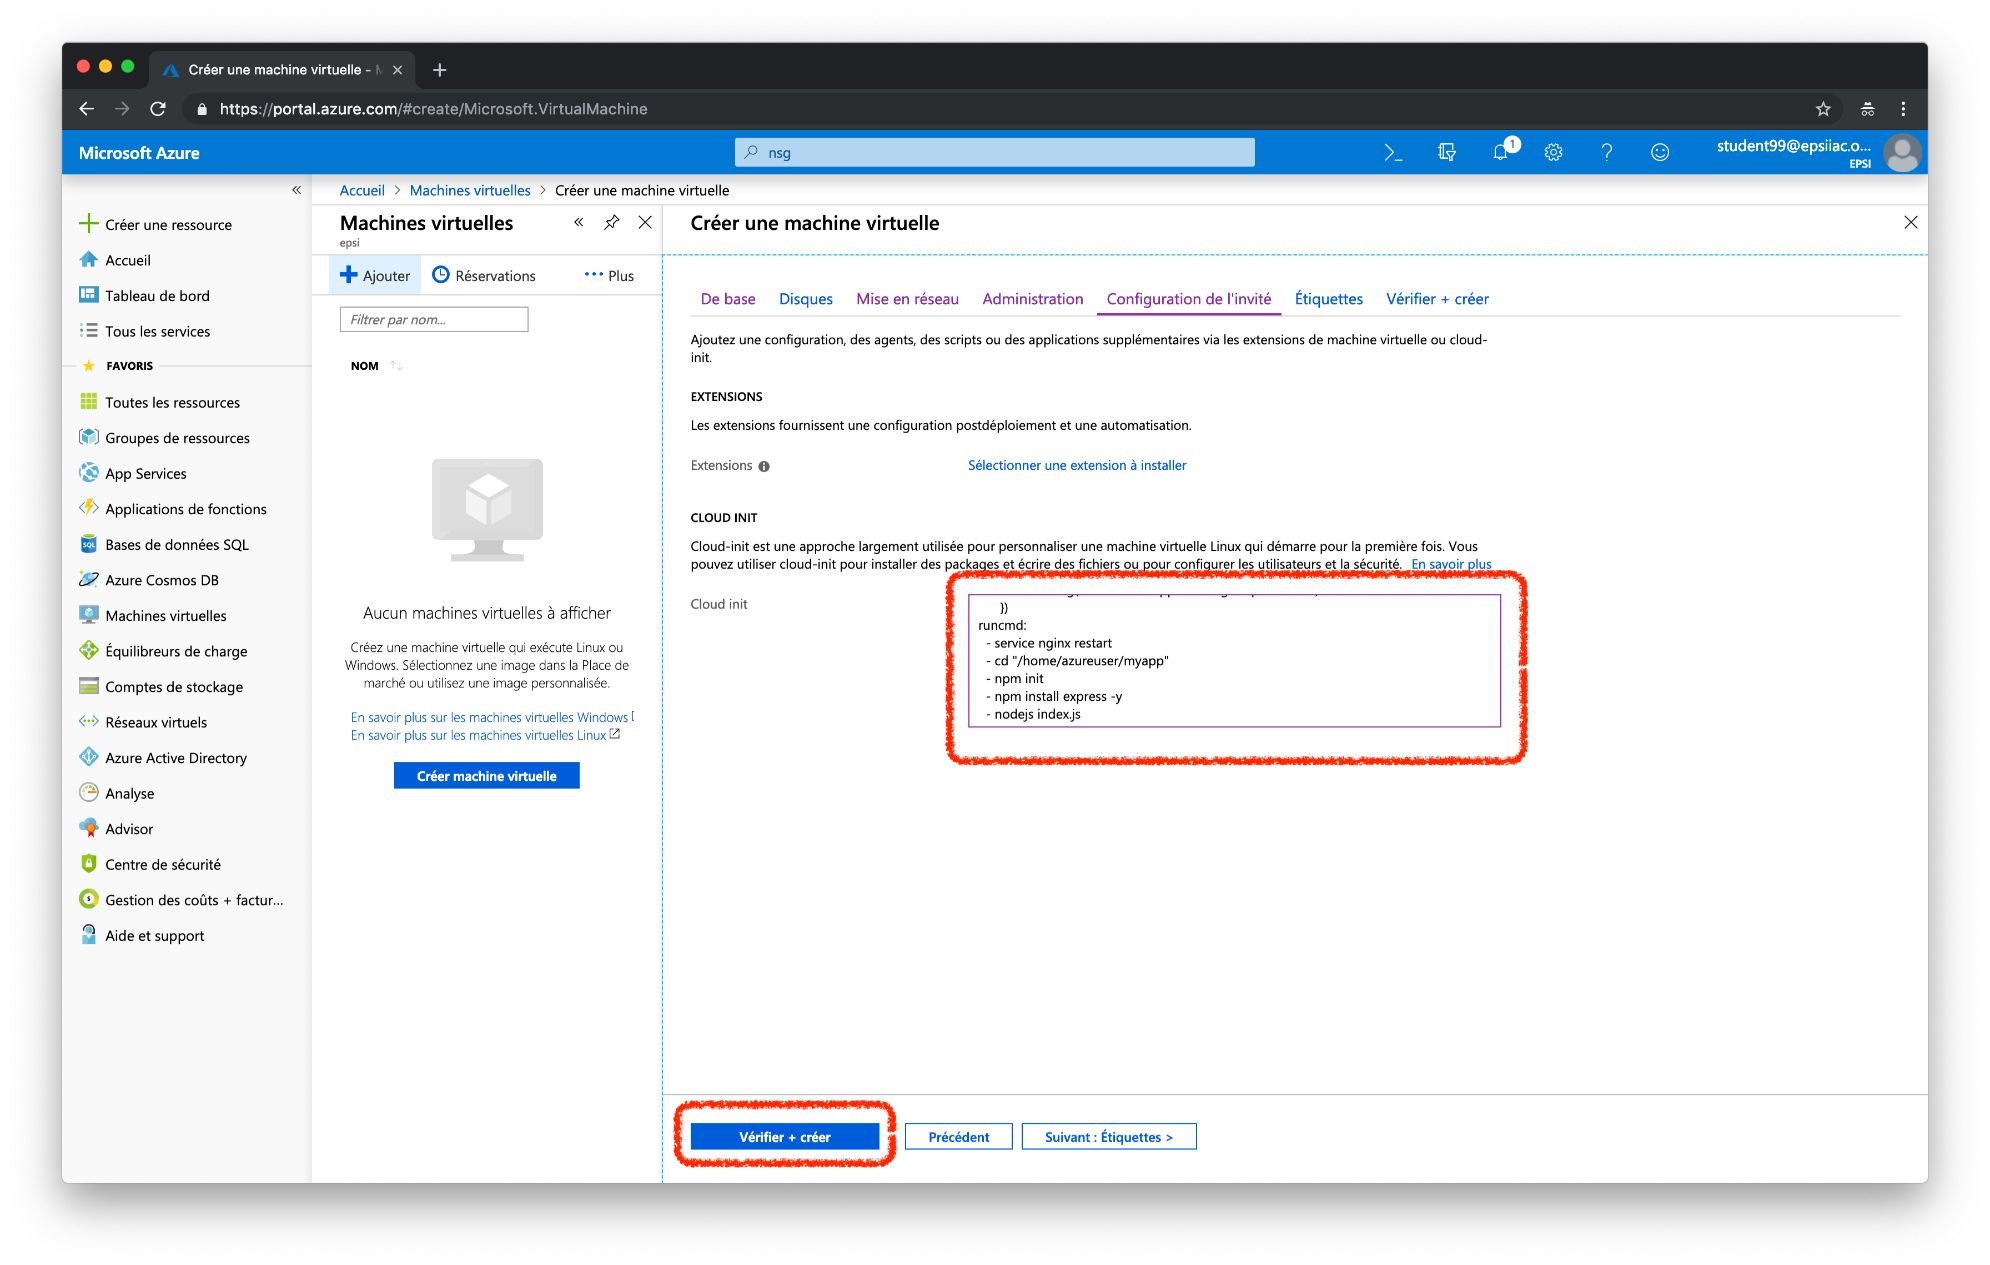 Créer une machine virtuelle -
https://portal.azure.com/#create/Microsoft.VirtualMachine
Microsoft Azure
nsg
1
student99@epsiiac.o...
EPSI
Accueil > Machines virtuelles > Créer une machine virtuelle
Créer une ressource
Accueil
Tableau de bord
Tous les services
FAVORIS
Toutes les ressources
Groupes de ressources
App Services
Applications de fonctions
Bases de données SQL
Azure Cosmos DB
Machines virtuelles
Équilibreurs de charge
Comptes de stockage
Réseaux virtuels
Azure Active Directory
Analyse
Advisor
Centre de sécurité
Gestion des coûts + factur...
Aide et support
Machines virtuelles
epsi
Ajouter
Réservations
Plus
Filtrer par nom...
NOM
Aucun machines virtuelles à afficher
Créez une machine virtuelle qui exécute Linux ou
Windows. Sélectionnez une image dans la Place de
marché ou utilisez une image personnalisée.
En savoir plus sur les machines virtuelles Windows
En savoir plus sur les machines virtuelles Linux
Créer machine virtuelle
Créer une machine virtuelle
De base Disques Mise en réseau Administration Configuration de l'invité Étiquettes Vérifier + créer
Ajoutez une configuration, des agents, des scripts ou des applications supplémentaires via les extensions de machine virtuelle ou cloud-
init.
EXTENSIONS
Les extensions fournissent une configuration postdéploiement et une automatisation.
Extensions
Sélectionner une extension à installer
CLOUD INIT
Cloud-init est une approche largement utilisée pour personnaliser une machine virtuelle Linux qui démarre pour la première fois. Vous
pouvez utiliser cloud-init pour installer des packages et écrire des fichiers ou pour configurer les utilisateurs et la sécurité. En savoir plus
Cloud init
})
runcmd:
- service nginx restart
- cd "/home/azureuser/myapp"
- npm init
- npm install express -y
- nodejs index.js
Vérifier + créer
Précédent
Suivant : Étiquettes >